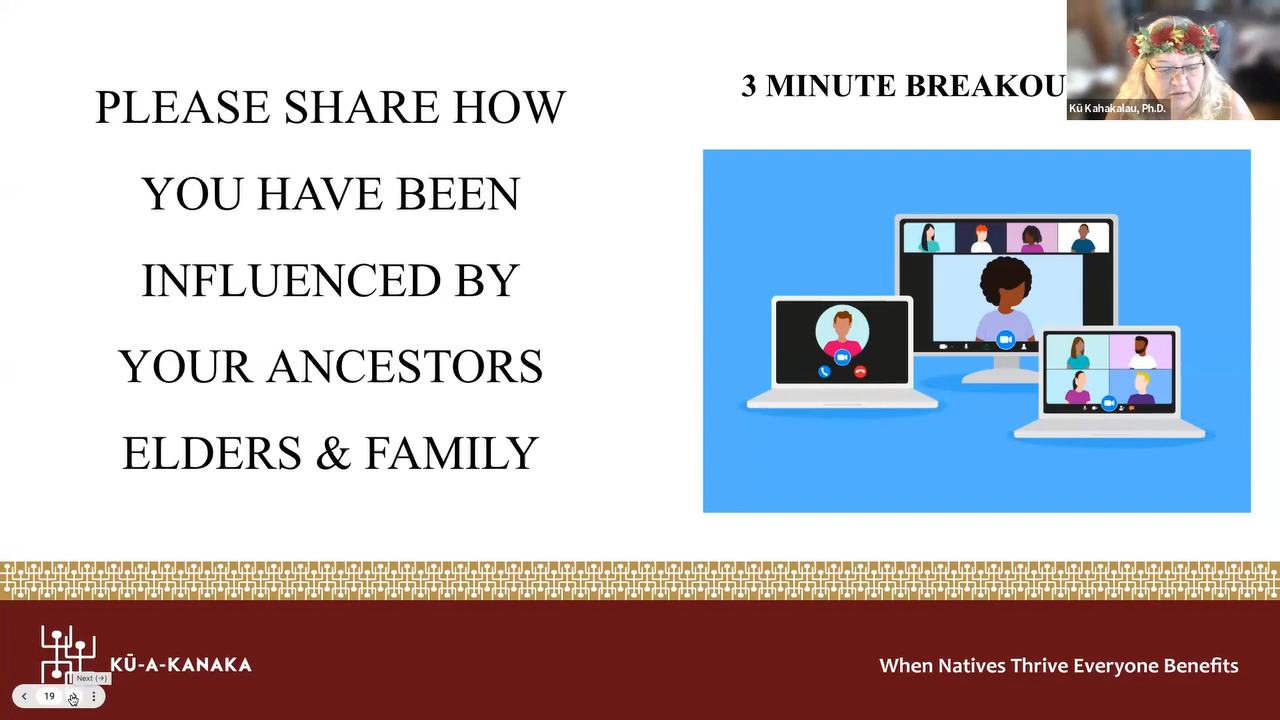 PLEASE SHARE HOW
YOU HAVE BEEN
INFLUENCED BY
YOUR ANCESTORS
ELDERS & FAMILY
3 MINUTE BREAKOU
Kū Kahakalau, Ph.D.
KŪ-A-KANAKA
When Natives Thrive Everyone Benefits
Next (→)
19